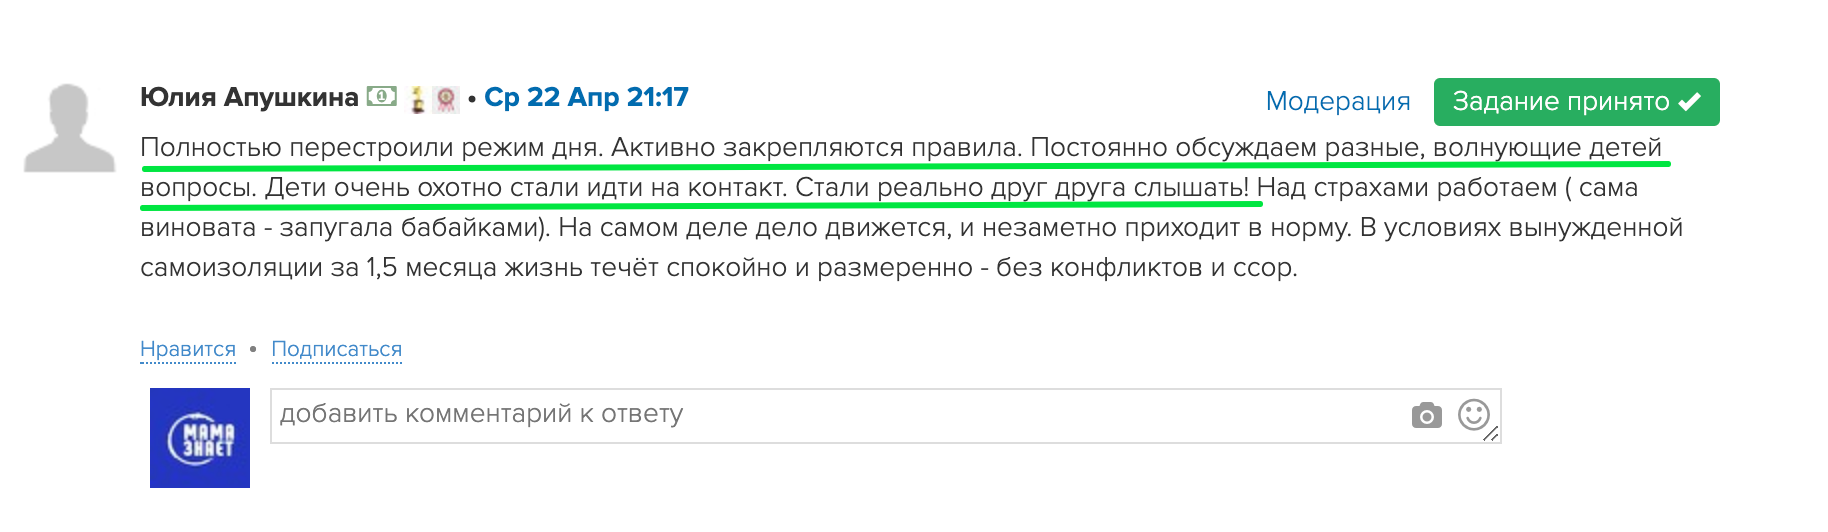 Юлия Апушкина • Ср 22 Апр 21:17
Модерация
Задание принято
Полностью перестроили режим дня. Активно закрепляются правила. Постоянно обсуждаем разные, волнующие детей
вопросы. Дети очень охотно стали идти на контакт. Стали реально друг друга слышать! Над страхами работаем ( сама
виновата - запугала бабайками). На самом деле дело движется, и незаметно приходит в норму. В условиях вынужденной
самоизоляции за 1,5 месяца жизнь течёт спокойно и размеренно - без конфликтов и ссор.
Нравится • Подписаться
МАМА
ЗНАЕТ
добавить комментарий к ответу